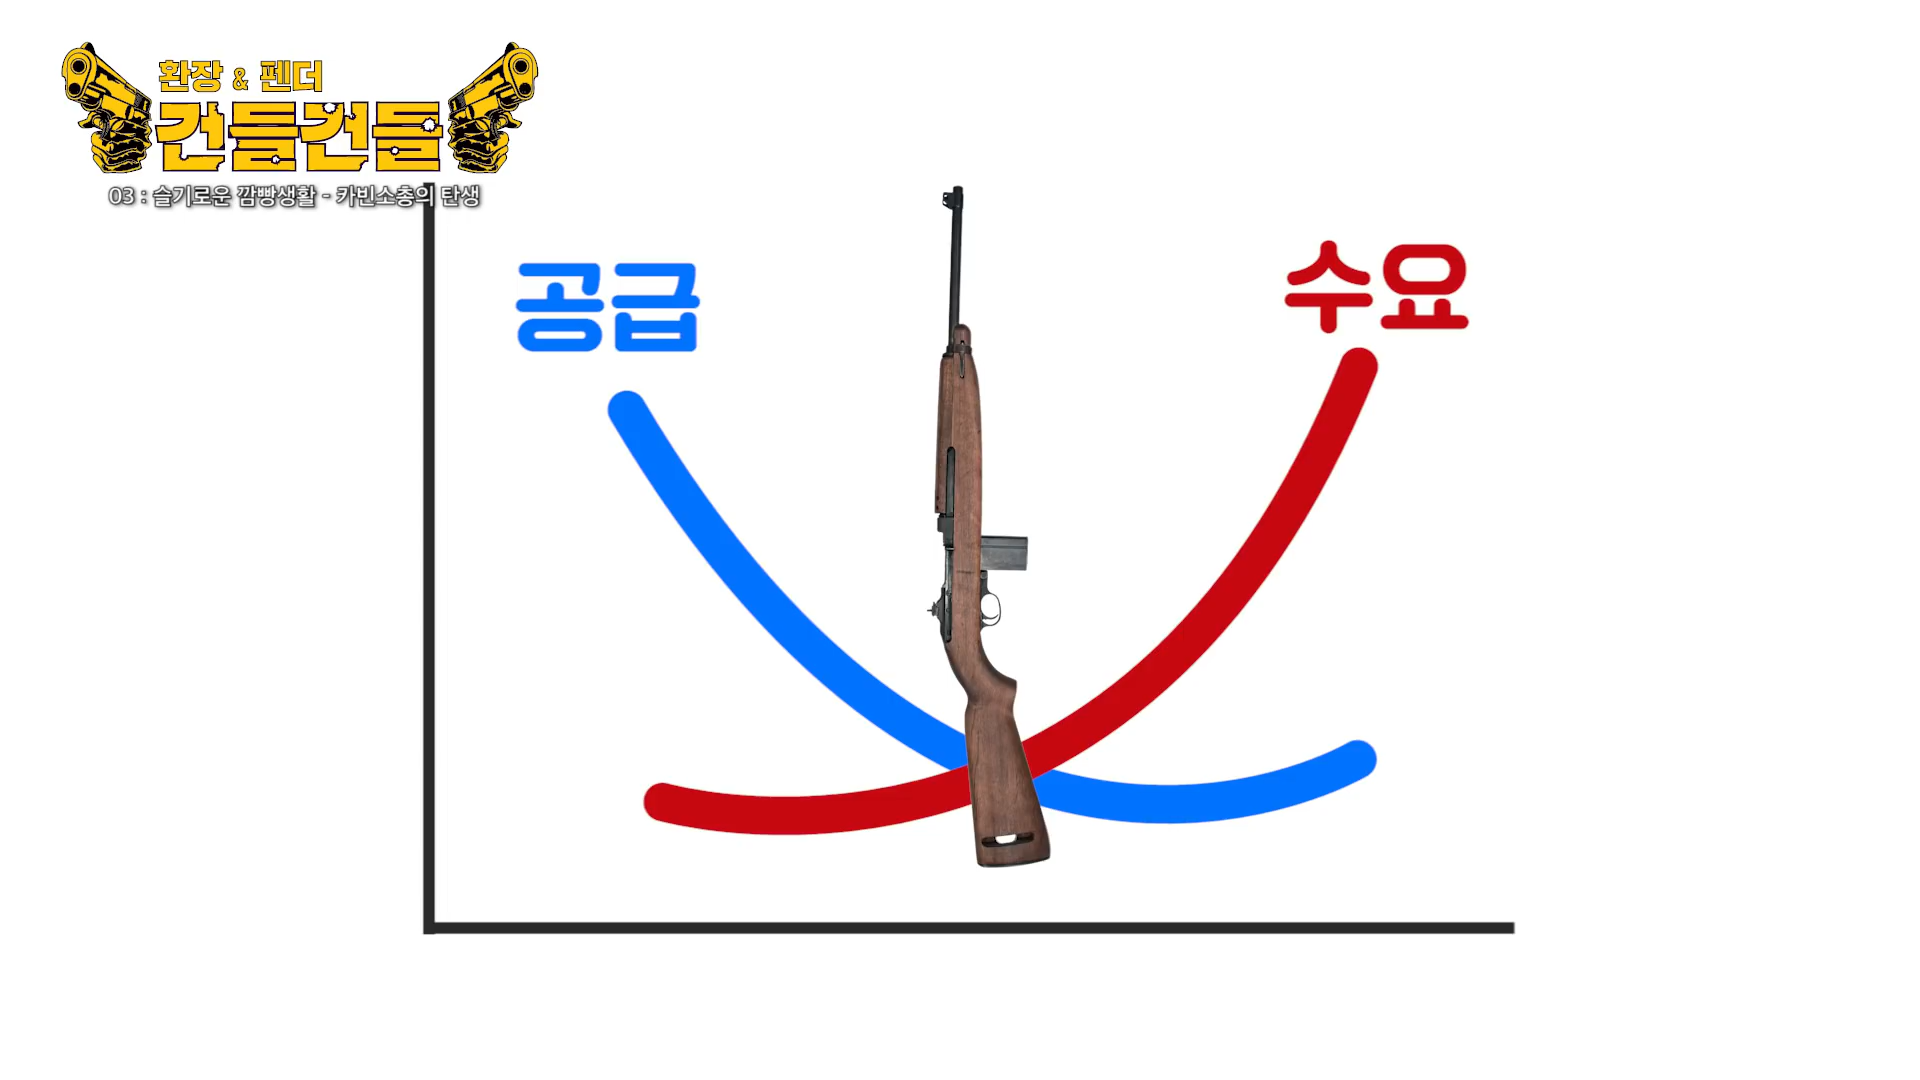 환장 & 펜더
건들건들
03 : 슬기로운 깜빵생활 - 카빈소총의 탄생
공급
수요